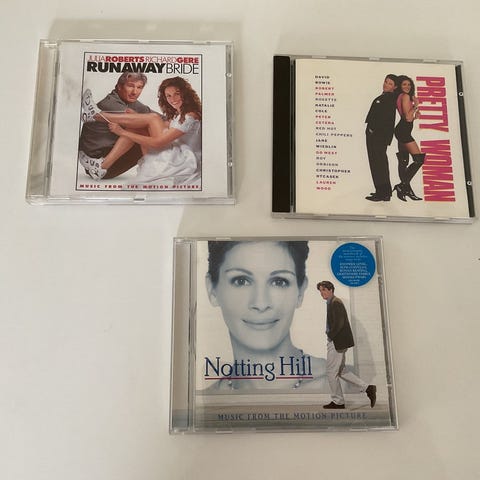 JULIA ROBERTS RICHARD GERE
RUNAWAY BRIDE
MUSIC FROM THE MOTION PICTURE
DAVID
BOWIE
ROBERT
PALMER
ROXETTE
NATALIE
COLE
PETER
CETERA
RED HOT
CHILI PEPPERS
JANE
WIEDLIN
GO WEST
ROY
ORBISON
CHRISTOPHER
OTCASEK
LAUREN
WOOD
PRETTY WOMAN
Notting Hill
MUSIC FROM THE MOTION PICTURE